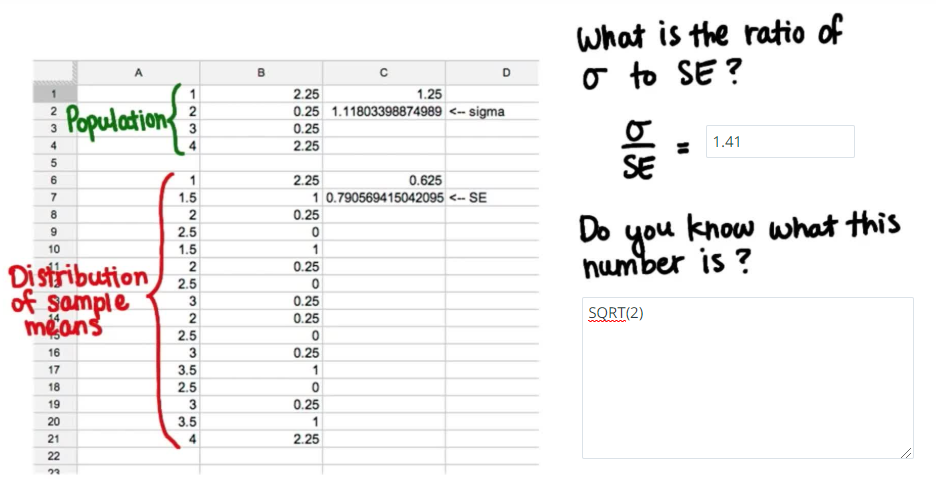 What is the ratio of
σ to SE ?
σ
SE
=
1.41
Do you know what this
number is ?
SQRT(2)
A B C D
1 1 2.25 1.25
2 2 0.25 1.11803398874989 <-- sigma
3 3 0.25
4 4 2.25
5
6 1 2.25 0.625
7 1.5 1 0.790569415042095 <-- SE
8 2 0.25
9 2.5 0
10 1.5 1
11 2 0.25
2.5 0
3 0.25
14 2 0.25
15 2.5 0
16 3 0.25
17 3.5 1
18 2.5 0
19 3 0.25
20 3.5 1
21 4 2.25
22
23
Population
Distribution
of sample
means